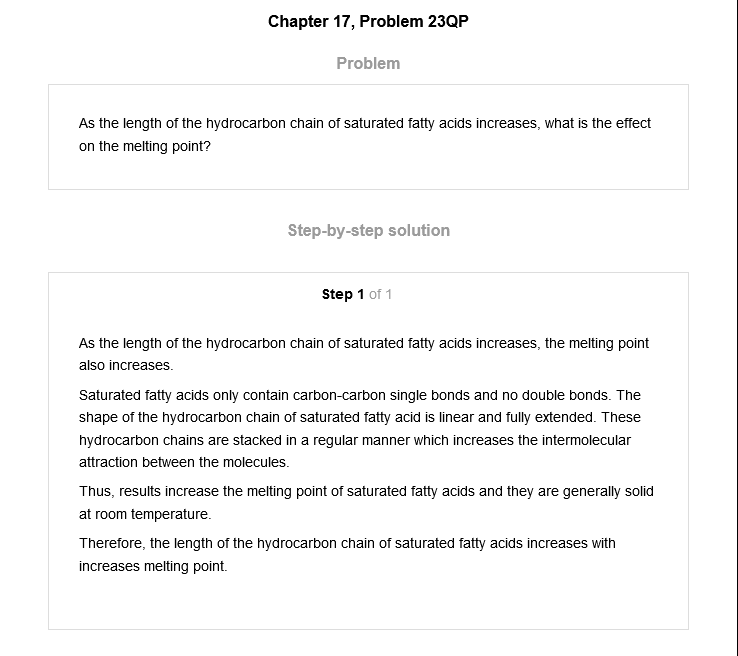 Chapter 17, Problem 23QP
Problem
As the length of the hydrocarbon chain of saturated fatty acids increases, what is the effect
on the melting point?
Step-by-step solution
Step 1 of 1
As the length of the hydrocarbon chain of saturated fatty acids increases, the melting point
also increases.
Saturated fatty acids only contain carbon-carbon single bonds and no double bonds. The
shape of the hydrocarbon chain of saturated fatty acid is linear and fully extended. These
hydrocarbon chains are stacked in a regular manner which increases the intermolecular
attraction between the molecules.
Thus, results increase the melting point of saturated fatty acids and they are generally solid
at room temperature.
Therefore, the length of the hydrocarbon chain of saturated fatty acids increases with
increases melting point.